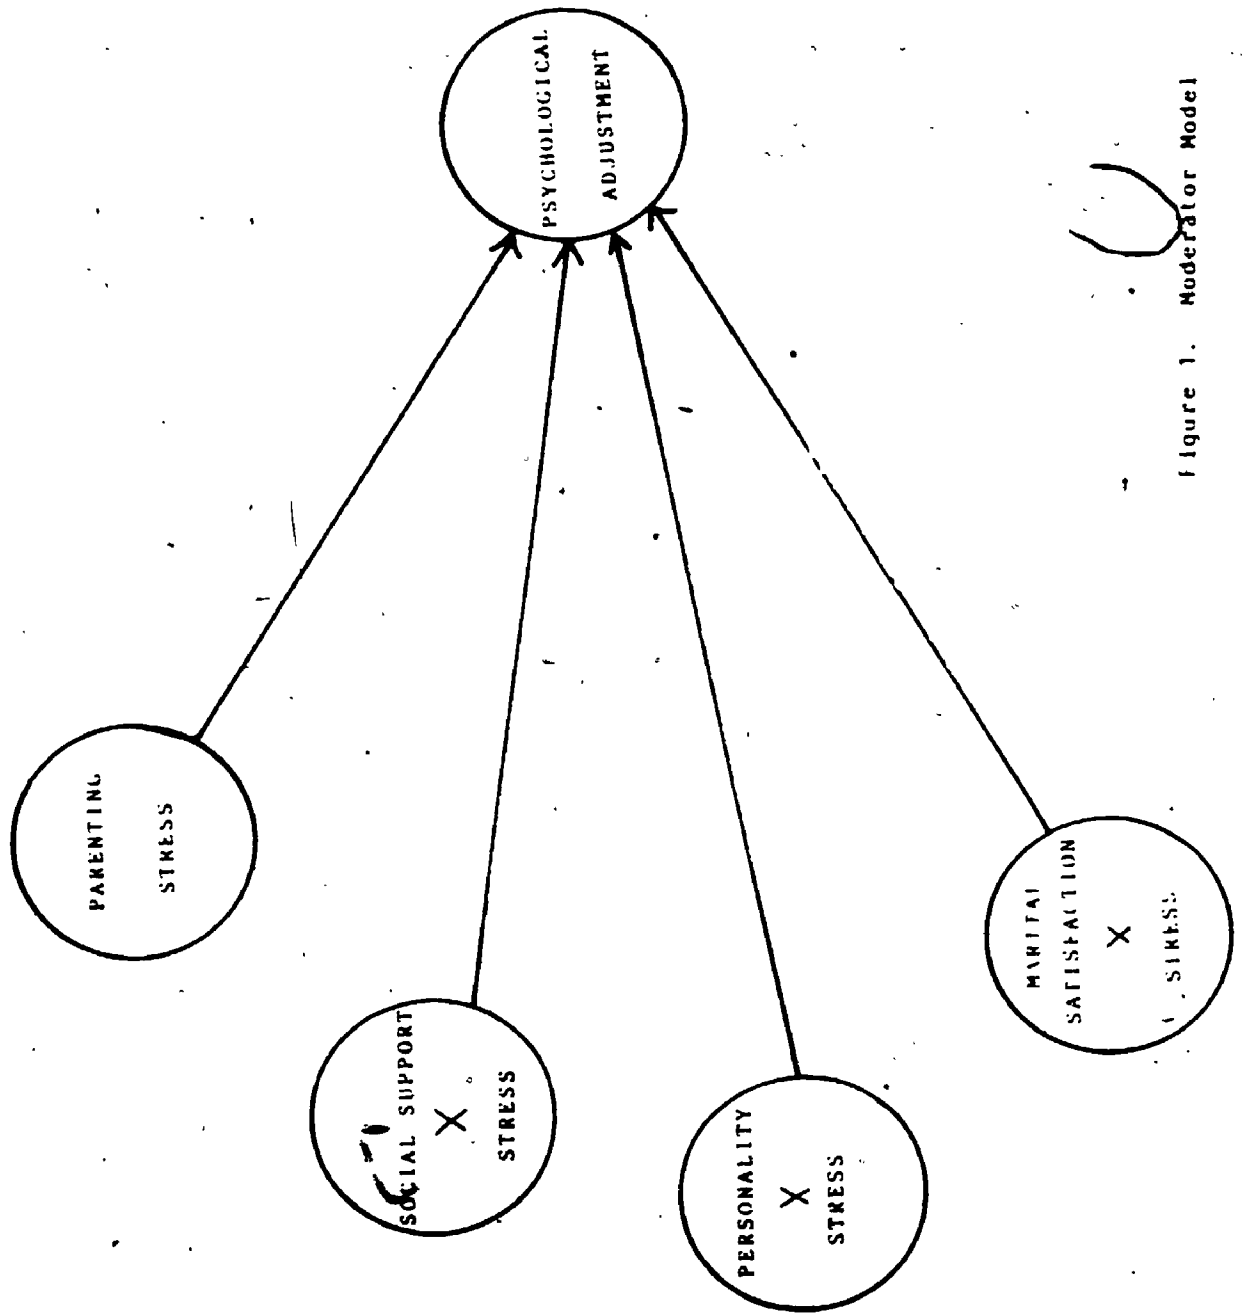 PARENTING
STRESS
SOCIAL SUPPORT
X
STRESS
PERSONALITY
X
STRESS
MARITAL
SATISFACTION
X
STRESS
PSYCHOLOGICAL
ADJUSTMENT
Figure 1. Moderator Model